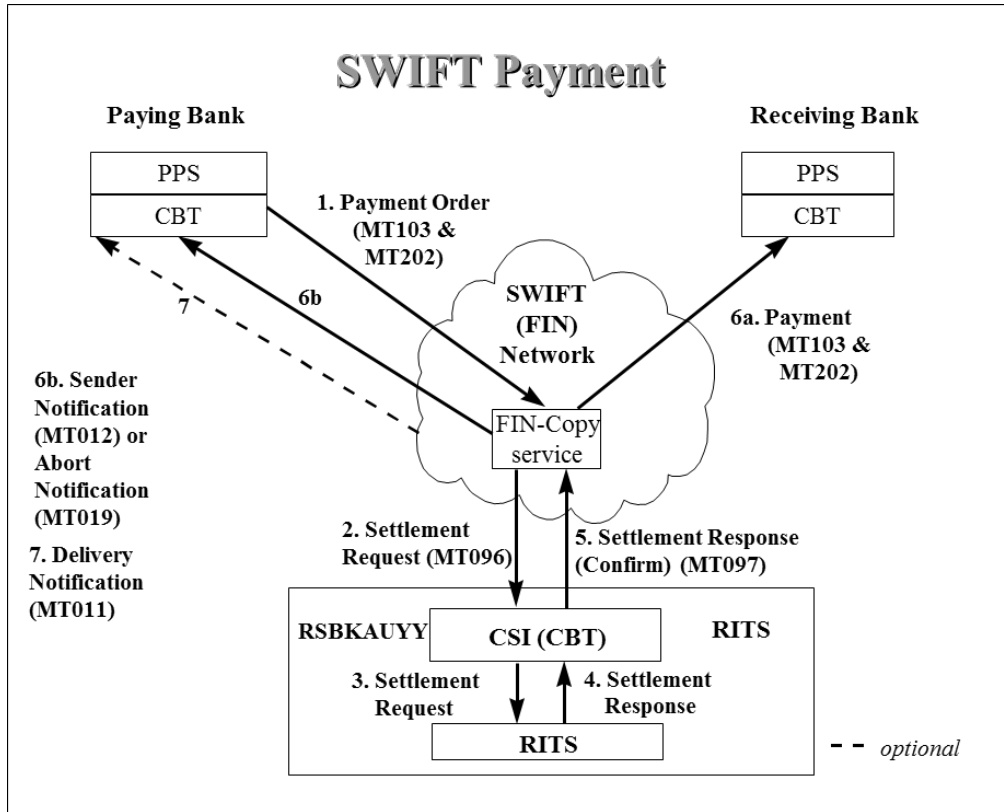 SWIFT Payment
Paying Bank
Receiving Bank
PPS
CBT
PPS
CBT
1. Payment Order
(MT103 &
MT202)
6b
7
SWIFT
(FIN)
Network
6a. Payment
(MT103 &
MT202)
FIN-Copy
service
6b. Sender
Notification
(MT012) or
Abort
Notification
(MT019)
7. Delivery
Notification
(MT011)
2. Settlement
Request (MT096)
5. Settlement Response
(Confirm) (MT097)
RSBKAUYY
CSI (CBT)
RITS
3. Settlement
Request
4. Settlement
Response
RITS
optional